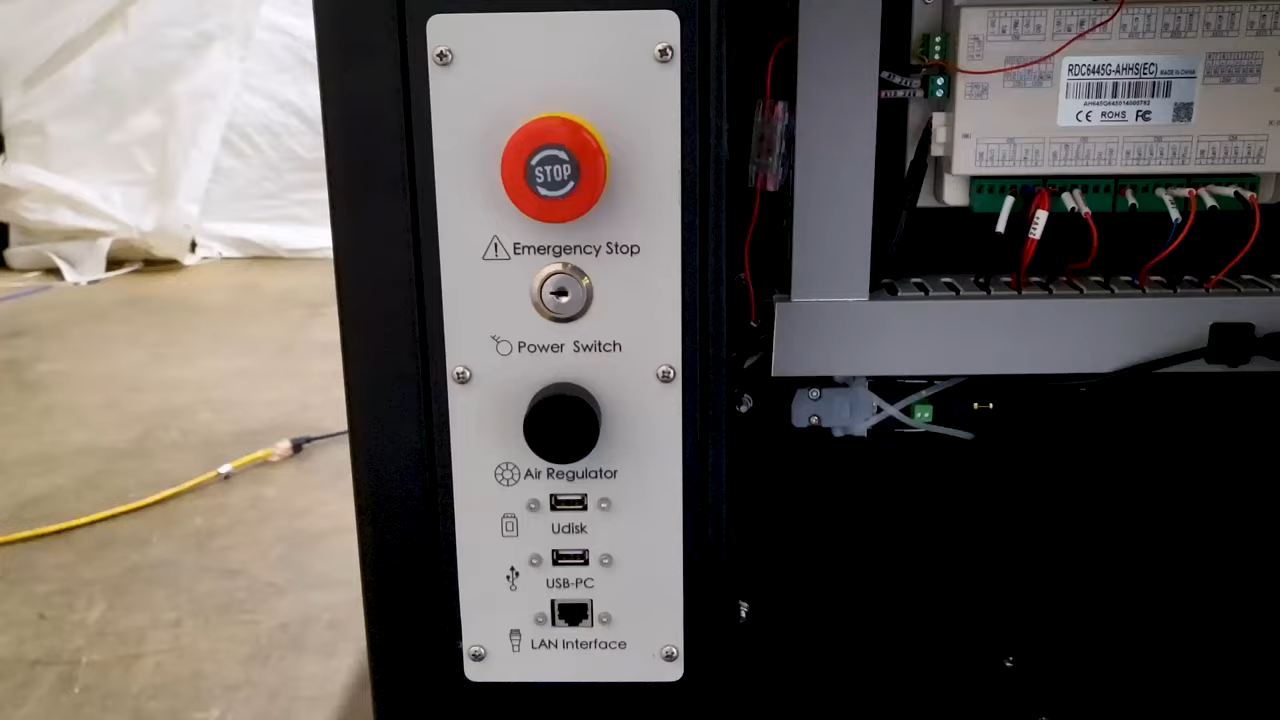 STOP
Emergency Stop
Power Switch
Air Regulator
Udisk
USB-PC
LAN Interface
RDC6445G-AHHS(EC) MADE IN CHINA
CE ROHS FC
24V+